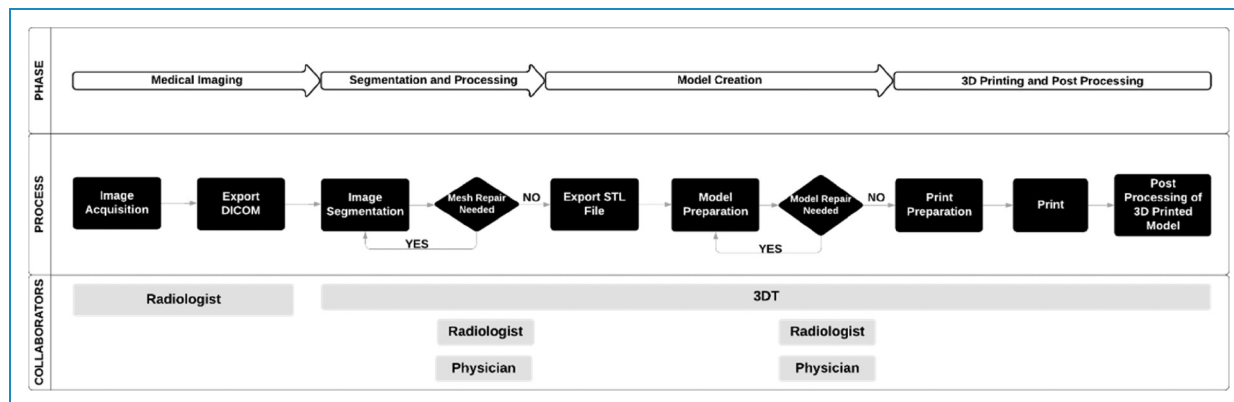 PHASE
Medical Imaging
Segmentation and Processing
Model Creation
3D Printing and Post Processing
PROCESS
Image
Acquisition
Export
DICOM
Image
Segmentation
Mesh Repair
Needed
NO
YES
Export STL
File
Model
Preparation
Model Repair
Needed
NO
YES
Print
Preparation
Print
Post
Processing of
3D Printed
Model
COLLABORATORS
Radiologist
3DT
Radiologist
Radiologist
Physician
Physician